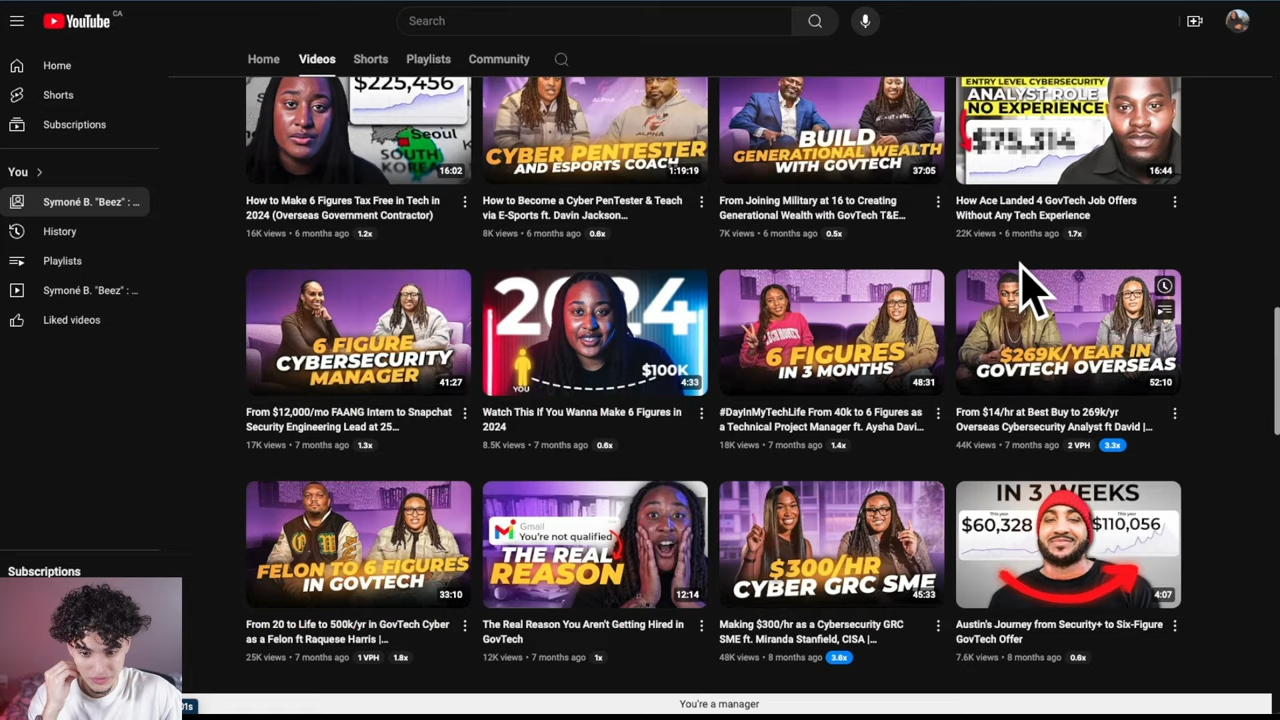 YouTube CA
Search
Home
Videos
Shorts
Playlists
Community
Home
Shorts
Subscriptions
You
Symoné B. "Beez" : ...
History
Playlists
Symoné B. "Beez" : ...
Liked videos
Subscriptions
$225,456
Seoul
SOUTH
KOREA
16:02
How to Make 6 Figures Tax Free in Tech in
2024 (Overseas Government Contractor)
16K views • 6 months ago 1.2x
ALPHA
CYBER PENTESTER
AND ESPORTS COACH
1:19:19
How to Become a Cyber PenTester & Teach
via E-Sports ft. Davin Jackson...
8K views • 6 months ago 0.6x
BUILD
GENERATIONAL WEALTH
WITH GOVTECH
37:05
From Joining Military at 16 to Creating
Generational Wealth with GovTech T&E...
7K views • 6 months ago 0.5x
ENTRY LEVEL CYBERSECURITY
ANALYST ROLE
NO EXPERIENCE
16:44
How Ace Landed 4 GovTech Job Offers
Without Any Tech Experience
22K views • 6 months ago 1.7x
6 FIGURE
CYBERSECURITY
MANAGER
41:27
From $12,000/mo FAANG Intern to Snapchat
Security Engineering Lead at 25...
17K views • 7 months ago 1.3x
2024
YOU
$100K
4:33
Watch This If You Wanna Make 6 Figures in
2024
8.5K views • 7 months ago 0.6x
6 FIGURES
IN 3 MONTHS
48:31
#DayInMyTechLife From 40k to 6 Figures as
a Technical Project Manager ft. Aysha Davi...
18K views • 7 months ago 1.4x
$269K/YEAR IN
GOVTECH OVERSEAS
52:10
From $14/hr at Best Buy to 269k/yr
Overseas Cybersecurity Analyst ft David |...
44K views • 7 months ago 2 VPH 3.3x
FELON TO 6 FIGURES
IN GOVTECH
33:10
From 20 to Life to 500k/yr in GovTech Cyber
as a Felon ft Raquese Harris |...
25K views • 7 months ago 1 VPH 1.8x
Gmail
You're not qualified
THE REAL
REASON
12:14
The Real Reason You Aren't Getting Hired in
GovTech
12K views • 7 months ago 1x
$300/HR
CYBER GRC SME
45:33
Making $300/hr as a Cybersecurity GRC
SME ft. Miranda Stanfield, CISA |...
48K views • 8 months ago 3.6x
IN 3 WEEKS
$60,328
$110,056
4:07
Austin's Journey from Security+ to Six-Figure
GovTech Offer
7.6K views • 8 months ago 0.6x
You're a manager